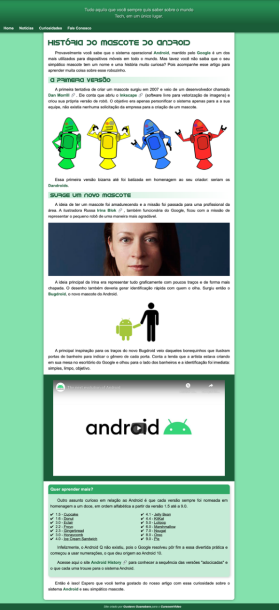 Tudo aquilo que você sempre quis saber sobre o mundo
Tech, em um único lugar
Home Notícias Curiosidades Fale Conosco
HISTÓRIA DO MASCOTE DO ANDROID
Provavelmente você sabe que o sistema operacional Android, mantido pelo Google é um dos
mais utilizados para dispositivos móveis em todo o mundo. Mas talvez você não saiba que o seu
simpático mascote tem um nome e uma história muito curiosa? Pois acompanhe esse artigo para
aprender muita coisa sobre esse robozinho.
A PRIMEIRA VERSÃO
A primeira tentativa de criar um mascote surgiu em 2007 e veio de um desenvolvedor chamado
Dan Morrill. Ele conta que abriu o Inkscape (software livre para vetorização de imagens) e
criou sua própria versão de robô. O objetivo era apenas personificar o sistema apenas para a sua
equipe, não existia nenhuma solicitação da empresa para a criação de um mascote.
Essa primeira versão bizarra até foi batizada em homenagem ao seu criador: seriam os
Dandroids.
SURGE UM NOVO MASCOTE
A ideia de ter um mascote foi amadurecendo e a missão foi passada para uma profissional da
área. A ilustradora Russa Irina Blok, também funcionária do Google, ficou com a missão de
representar o pequeno robô de uma maneira mais agradável.
A ideia principal da Irina era representar tudo graficamente com poucos traços e de forma mais
chapada. O desenho também deveria gerar identificação rápida com quem o olha. Surgiu então o
Bugdroid, o novo mascote do Android.
A principal inspiração para os traços do novo Bugdroid veio daqueles bonequinhos que ilustram
portas de banheiro para indicar o gênero de cada porta. Conta a lenda que a artista estava criando
em sua mesa no escritório do Google e olhou para o lado dos banheiros e a identificação foi imediata:
simples, limpo, objetivo.
android
Quer aprender mais?
Outro assunto curioso em relação ao Android é que cada versão sempre foi nomeada em
homenagem a um doce, em ordem alfabética a partir da versão 1.5 até a 9.0.
✔ 1.5 - Cupcake
✔ 1.6 - Donut
✔ 2.0 - Eclair
✔ 2.2 - Froyo
✔ 2.3 - Gingerbread
✔ 3.0 - Honeycomb
✔ 4.0 - Ice Cream Sandwich
✔ 4.1 - Jelly Bean
✔ 4.4 - KitKat
✔ 5.0 - Lollipop
✔ 6.0 - Marshmallow
✔ 7.0 - Nougat
✔ 8.0 - Oreo
✔ 9.0 - Pie
Infelizmente, o Android Q não existiu, pois o Google resolveu pôr fim a essa divertida prática e
começou a usar numerações, o que deu origem ao Android 10.
Acesse aqui o site Android History para conhecer a sequência das versões "adocicadas" e
o que cada uma trouxe para o sistema Android.
Então é isso! Espero que você tenha gostado do nosso artigo com essa curiosidade sobre o
sistema Android e seu simpático mascote.